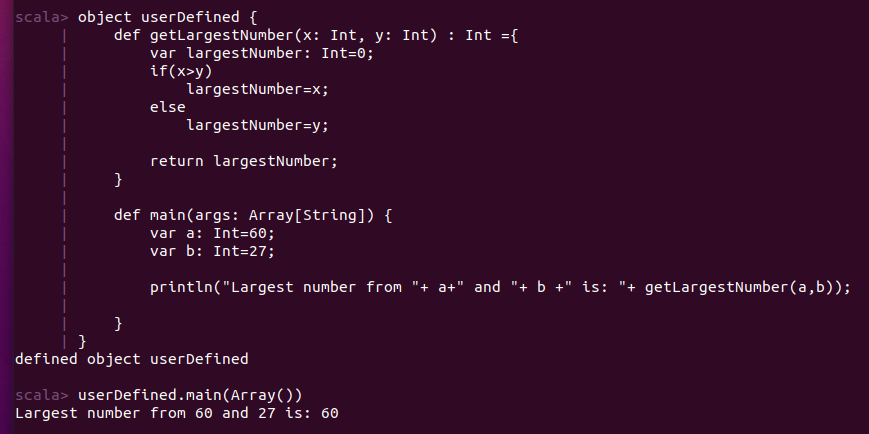 scala> object userDefined {
     |     def getLargestNumber(x: Int, y: Int) : Int ={
     |         var largestNumber: Int=0;
     |         if(x>y)
     |             largestNumber=x;
     |         else
     |             largestNumber=y;
     |
     |         return largestNumber;
     |     }
     |
     |     def main(args: Array[String]) {
     |         var a: Int=60;
     |         var b: Int=27;
     |
     |         println("Largest number from "+ a+" and "+ b +" is: "+ getLargestNumber(a,b));
     |
     |     }
     | }
defined object userDefined

scala> userDefined.main(Array())
Largest number from 60 and 27 is: 60